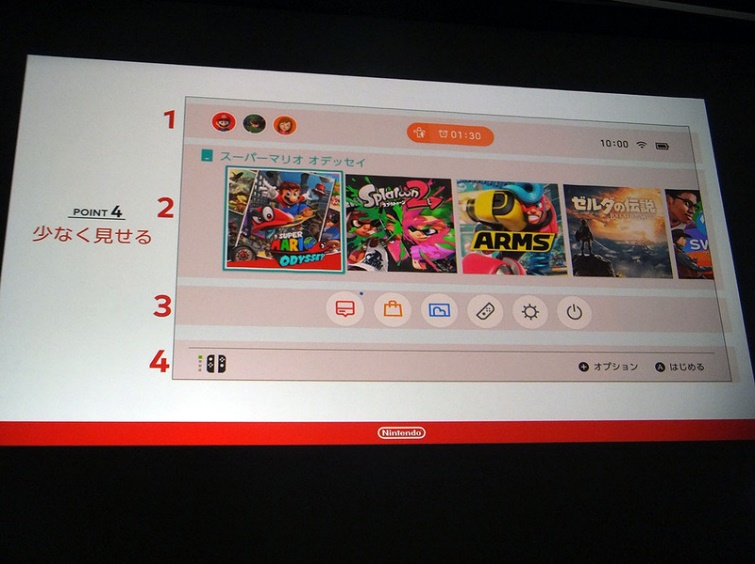 1
01:30
10:00
スーパーマリオ オデッセイ
POINT 4
少なく見せる
2
SUPER
MARIO
ODYSSEY
Splatoon 2
ARMS
ゼルダの伝説
3
4
オプション
はじめる
Nintendo